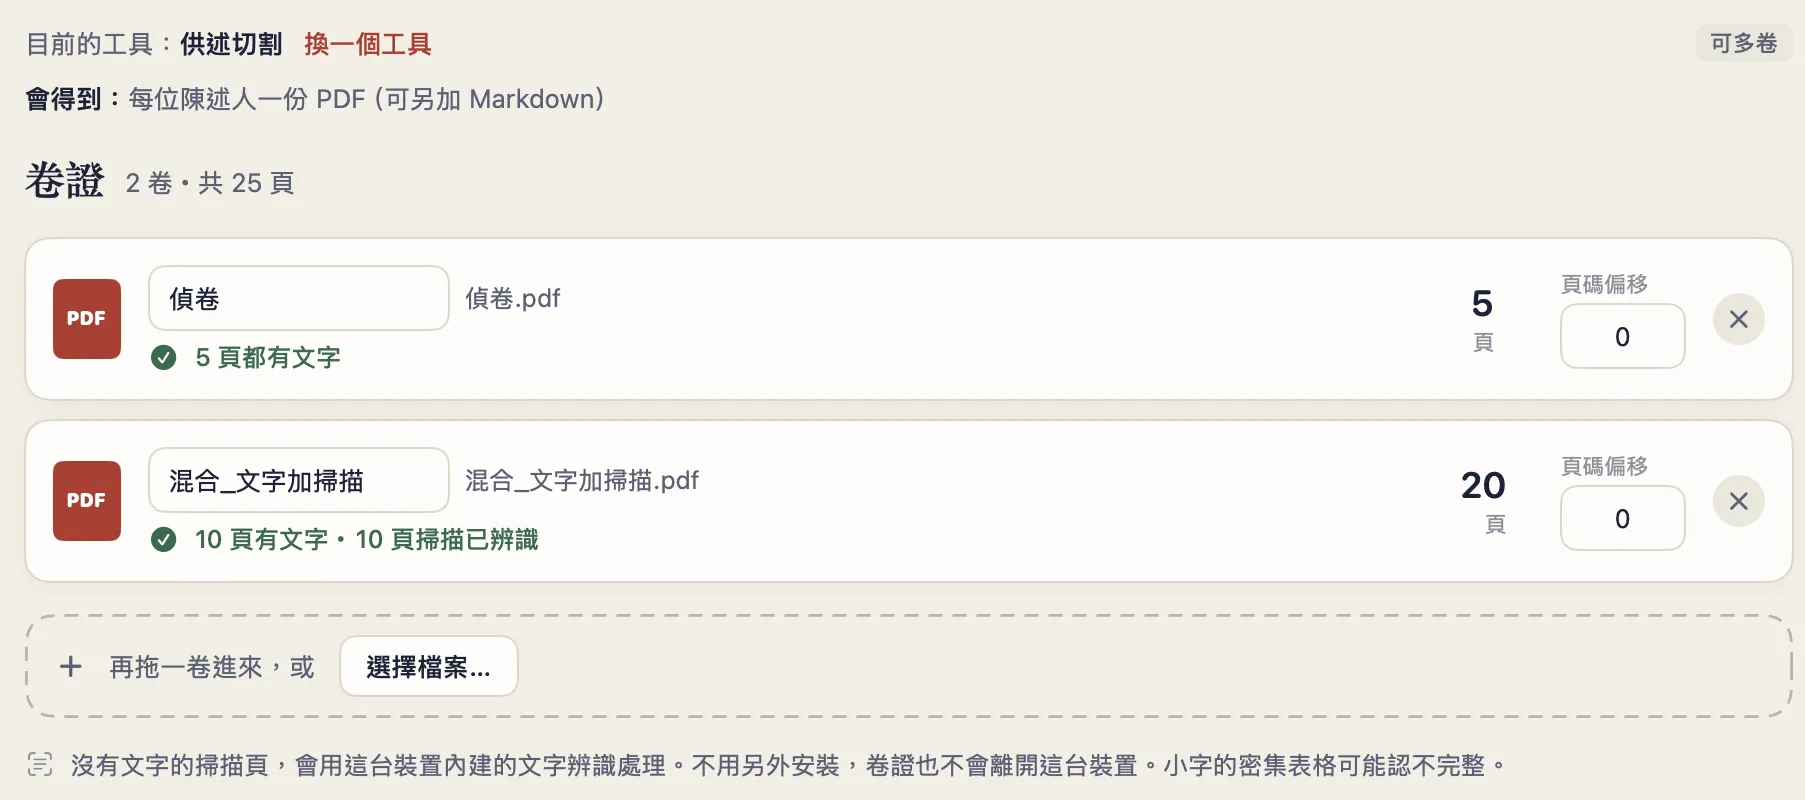 目前的工具：供述切割 換一個工具 可多卷
會得到：每位陳述人一份 PDF (可另加 Markdown)
卷證 2 卷・共 25 頁
PDF 偵卷 偵卷.pdf 5 頁 頁碼偏移 0
5 頁都有文字
PDF 混合_文字加掃描 混合_文字加掃描.pdf 20 頁 頁碼偏移 0
10 頁有文字・10 頁掃描已辨識
再拖一卷進來，或 選擇檔案...
沒有文字的掃描頁，會用這台裝置內建的文字辨識處理。不用另外安裝，卷證也不會離開這台裝置。小字的密集表格可能認不完整。